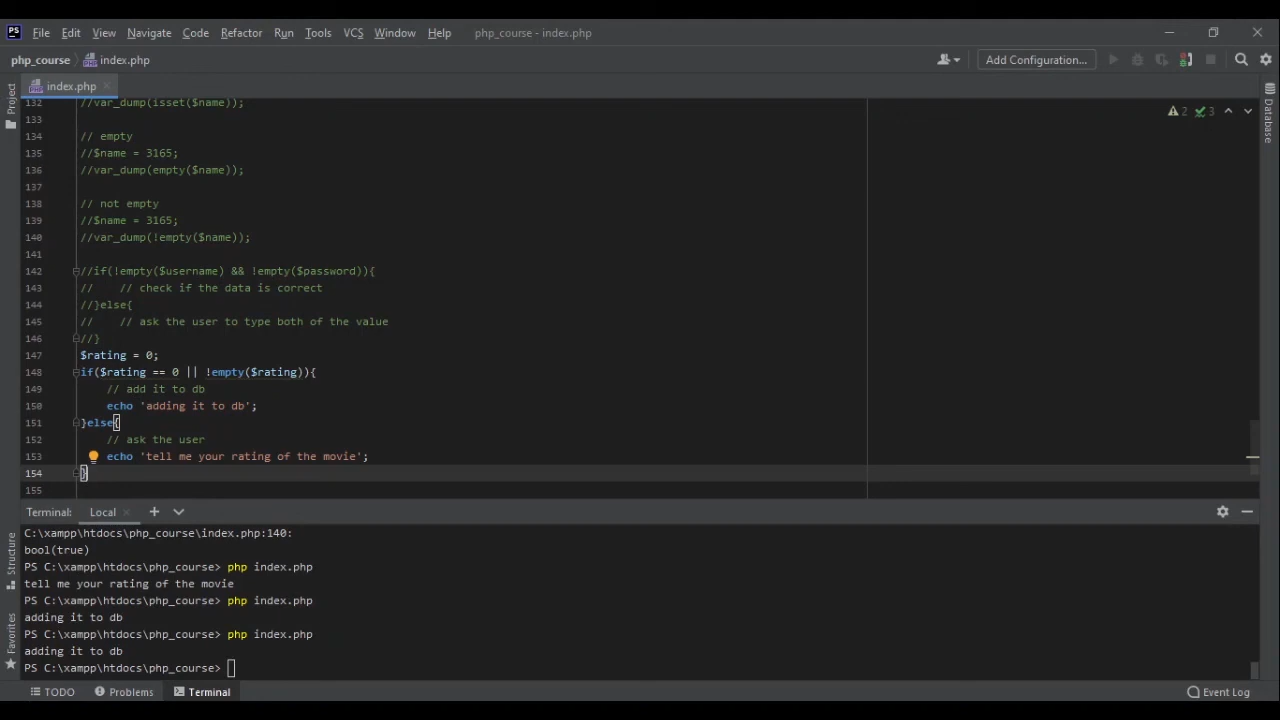 PS File Edit View Navigate Code Refactor Run Tools VCS Window Help php_course - index.php
php_course index.php Add Configuration...
Project index.php Database
132 //var_dump(isset($name));
133
134 // empty
135 //$name = 3165;
136 //var_dump(empty($name));
137
138 // not empty
139 //$name = 3165;
140 //var_dump(!empty($name));
141
142 //if(!empty($username) && !empty($password)){
143 //    // check if the data is correct
144 //}else{
145 //    // ask the user to type both of the value
146 //}
147 $rating = 0;
148 if($rating == 0 || !empty($rating)){
149     // add it to db
150     echo 'adding it to db';
151 }else{
152     // ask the user
153     echo 'tell me your rating of the movie';
154 }
155
2 3
Terminal: Local
Structure
Favorites
C:\xampp\htdocs\php_course\index.php:140:
bool(true)
PS C:\xampp\htdocs\php_course> php index.php
tell me your rating of the movie
PS C:\xampp\htdocs\php_course> php index.php
adding it to db
PS C:\xampp\htdocs\php_course> php index.php
adding it to db
PS C:\xampp\htdocs\php_course>
TODO Problems Terminal Event Log